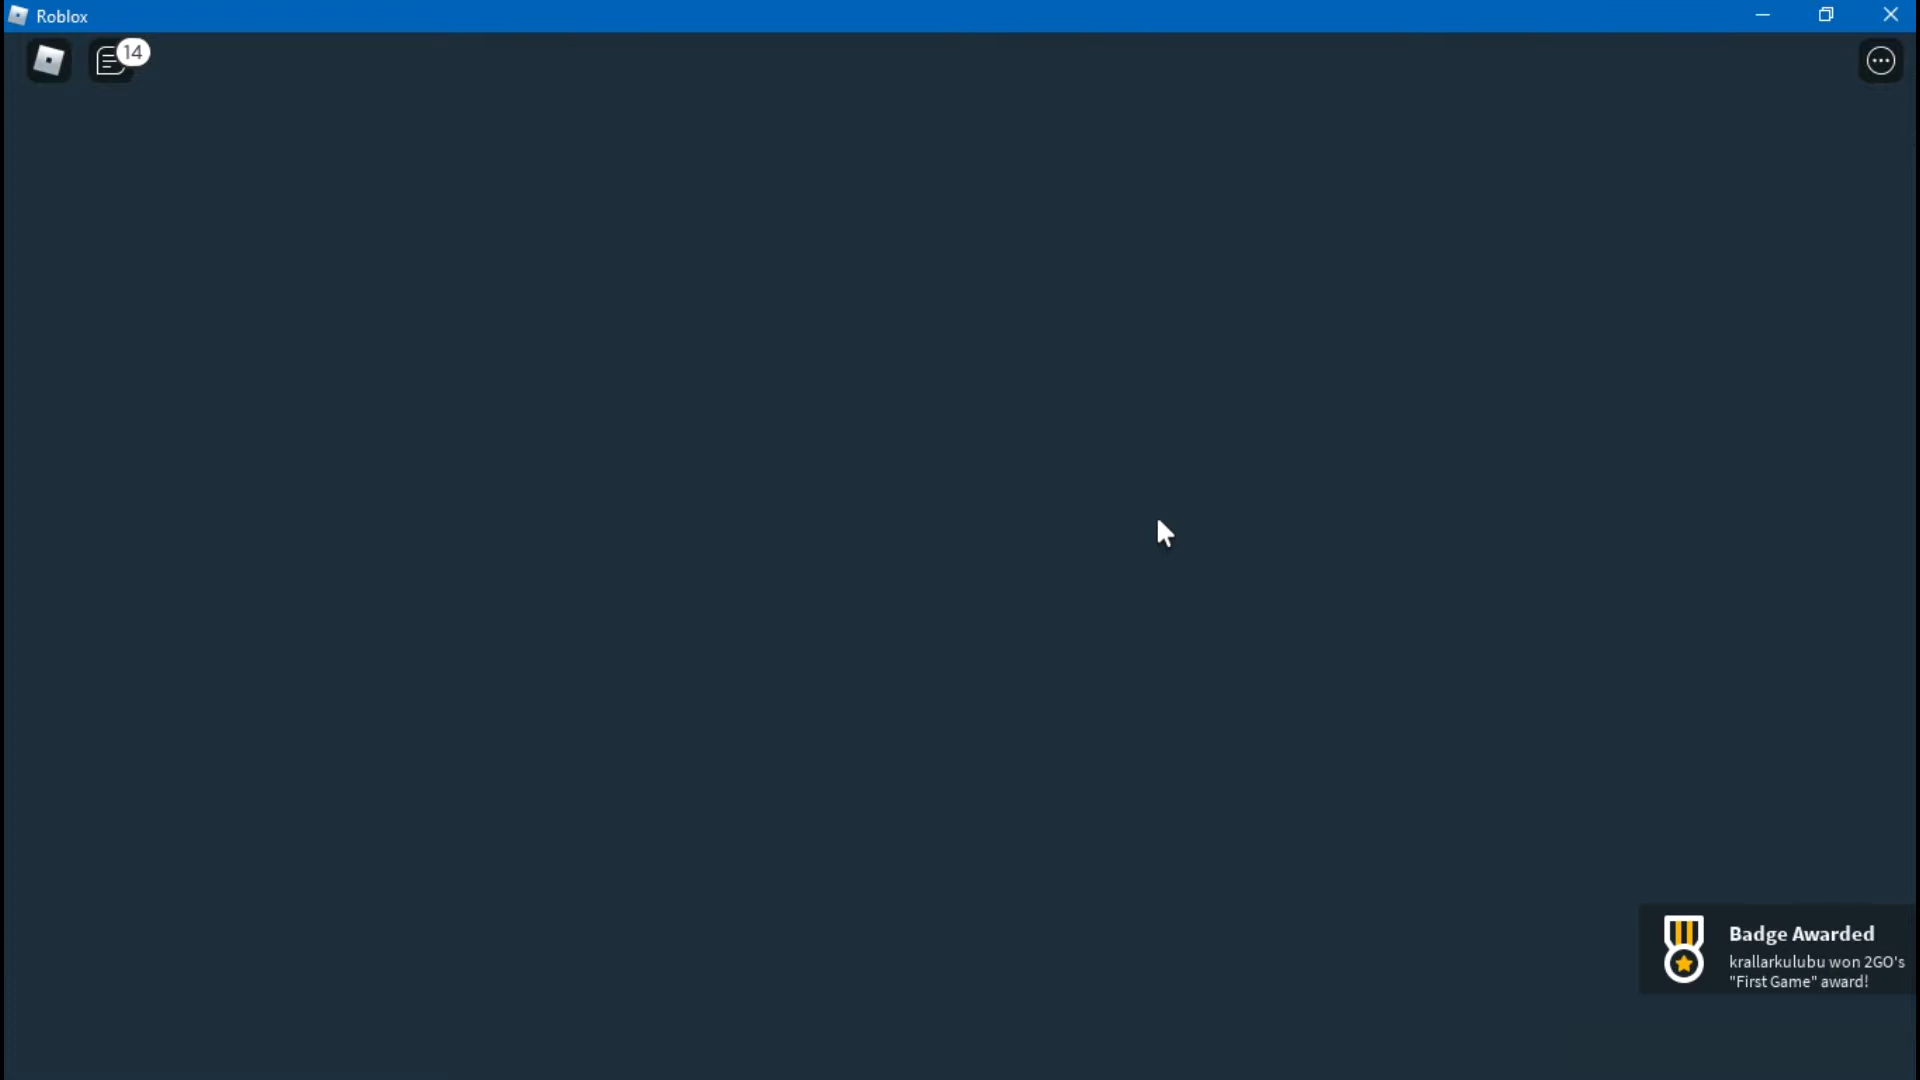 Roblox
14
Badge Awarded
krallarkulubu won 2GO's
"First Game" award!